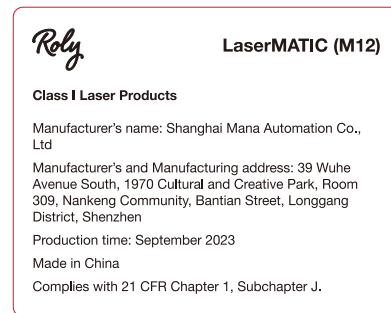 Roly
LaserMATIC (M12)
Class I Laser Products
Manufacturer's name: Shanghai Mana Automation Co.,
Ltd
Manufacturer's and Manufacturing address: 39 Wuhe
Avenue South, 1970 Cultural and Creative Park, Room
309, Nankeng Community, Bantian Street, Longgang
District, Shenzhen
Production time: September 2023
Made in China
Complies with 21 CFR Chapter 1, Subchapter J.